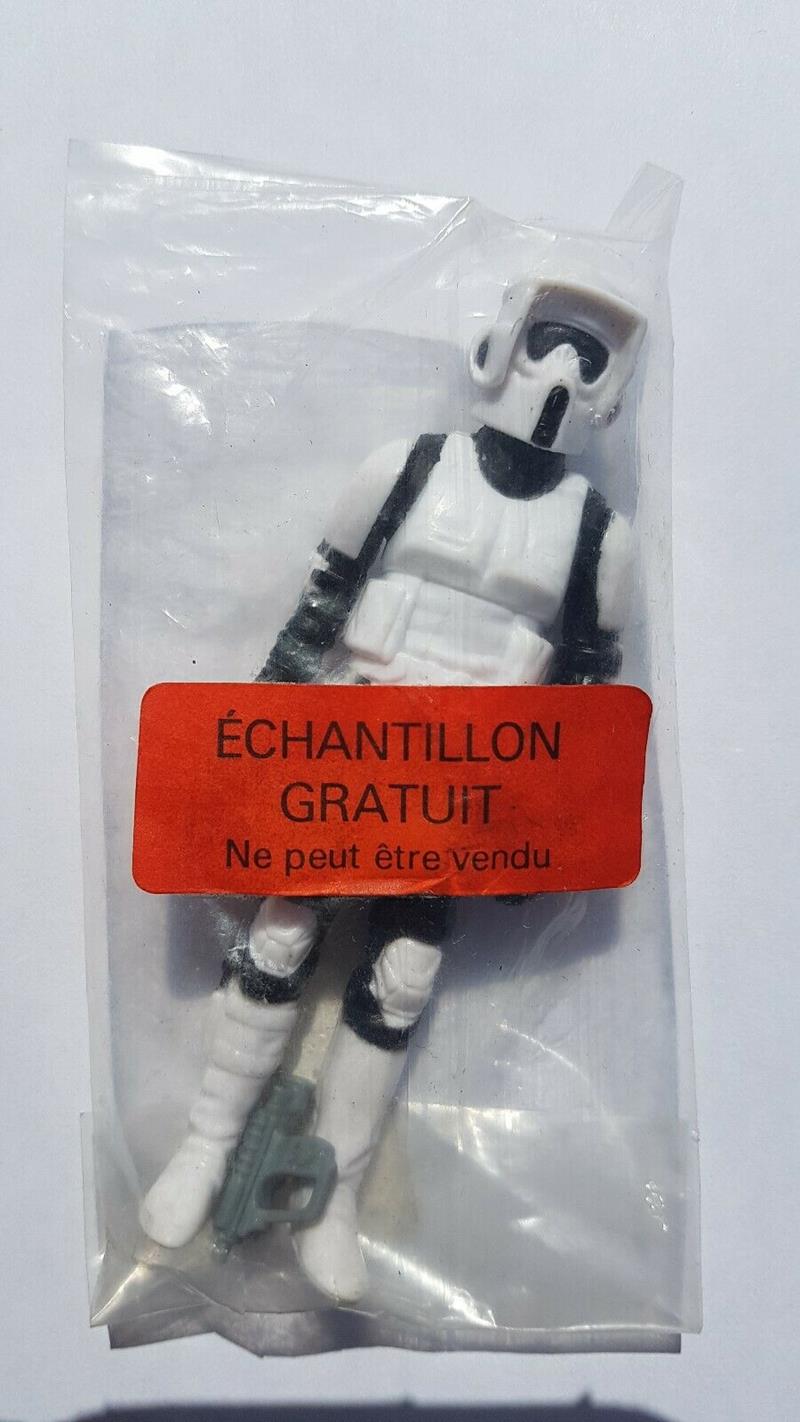 ÉCHANTILLON
GRATUIT
Ne peut être vendu